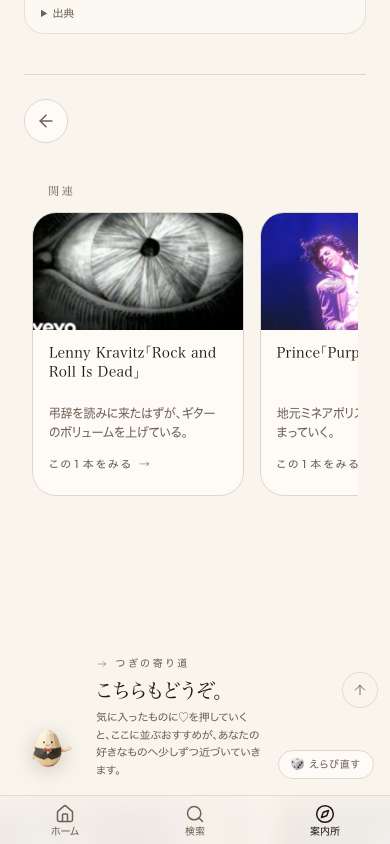 ▶ 出典
関連
vevo
Lenny Kravitz「Rock and
Roll Is Dead」
弔辞を読みに来たはずが、ギター
のボリュームを上げている。
この1本をみる →
Prince「Purp
地元ミネアポリス
まっていく。
この1本をみる
→ つぎの寄り道
こちらもどうぞ。
気に入ったものに♡を押していく
と、ここに並ぶおすすめが、あなたの
好きなものへ少しずつ近づいていき
ます。
えらび直す
ホーム
検索
案内所